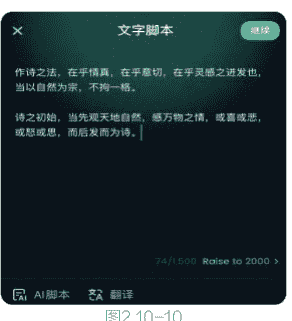 文字脚本
继续
作诗之法，在乎情真，在乎意切，在乎灵感之迸发也，
当以自然为宗，不拘一格。
诗之初始，当先观天地自然，感万物之情，或喜或悲，
或怒或思，而后发而为诗。
74/1,500 Raise to 2000 >
AI脚本 翻译
图2.10-10